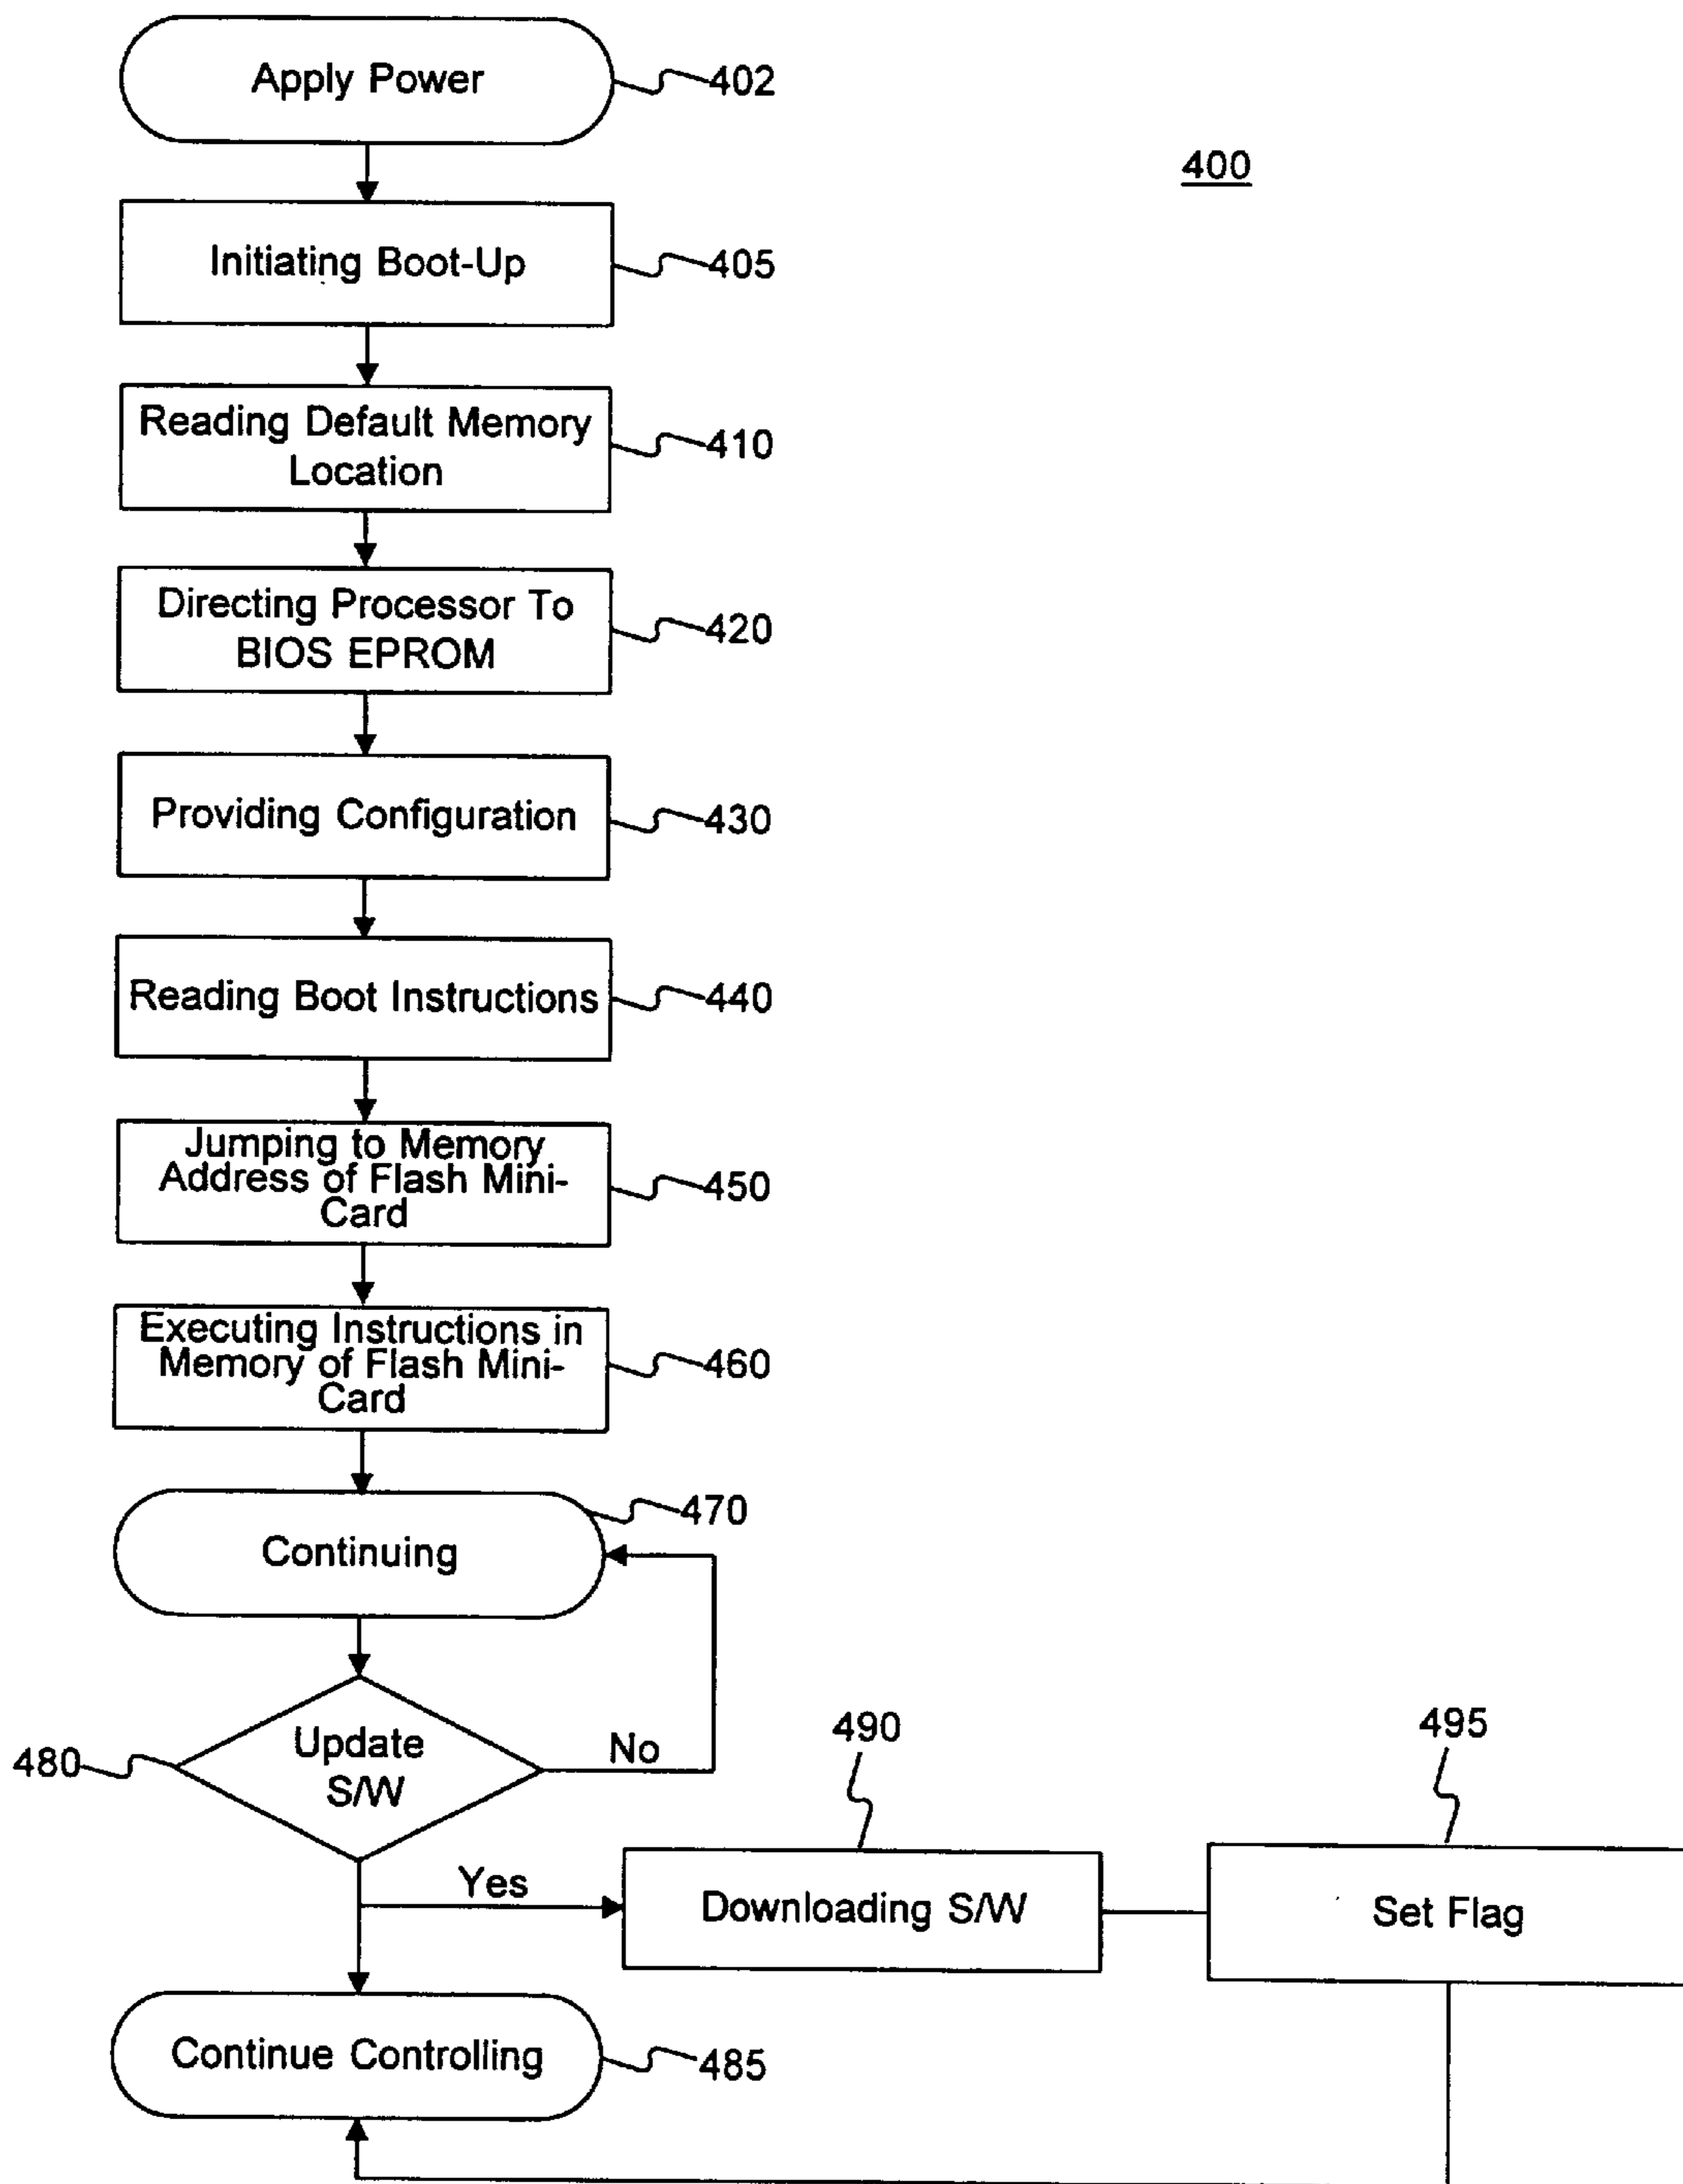 Apply Power
402
400
Initiating Boot-Up
405
Reading Default Memory
Location
410
Directing Processor To
BIOS EPROM
420
Providing Configuration
430
Reading Boot Instructions
440
Jumping to Memory
Address of Flash Mini-
Card
450
Executing Instructions in
Memory of Flash Mini-
Card
460
470
Continuing
480
Update
S/W
No
490
495
Yes
Downloading S/W
Set Flag
Continue Controlling
485